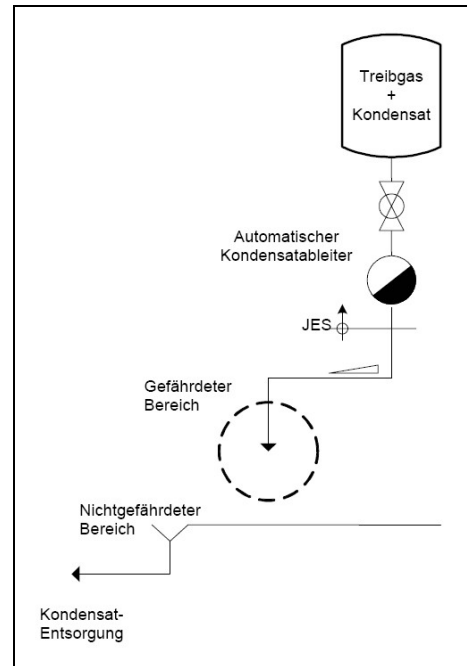 Treibgas
+
Kondensat
Automatischer
Kondensatableiter
JES
Gefährdeter
Bereich
Nichtgefährdeter
Bereich
Kondensat-
Entsorgung